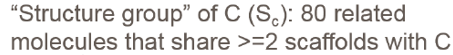 “Structure group” of C (Sc): 80 related
molecules that share >=2 scaffolds with C